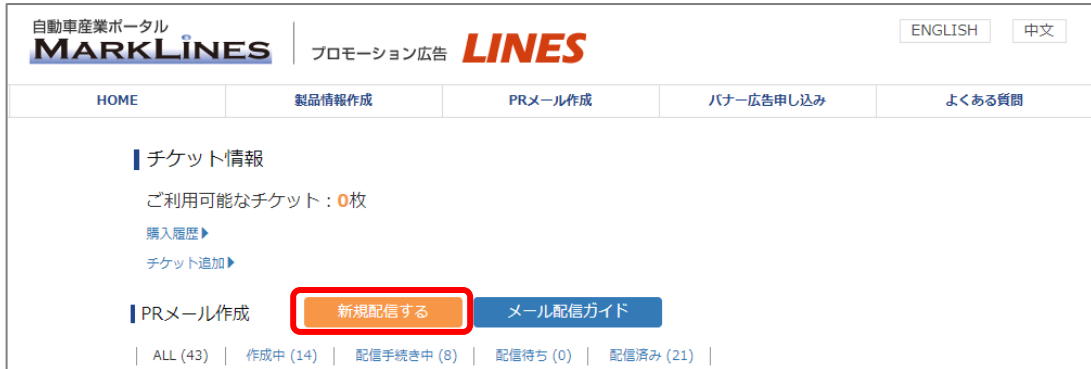 自動車産業ポータル
MARKLINES
プロモーション広告 LINES
ENGLISH 中文
HOME 製品情報作成 PRメール作成 バナー広告申し込み よくある質問
チケット情報
ご利用可能なチケット：0枚
購入履歴▶
チケット追加▶
PRメール作成 新規配信する メール配信ガイド
ALL (43) | 作成中 (14) | 配信手続き中 (8) | 配信待ち (0) | 配信済み (21) |